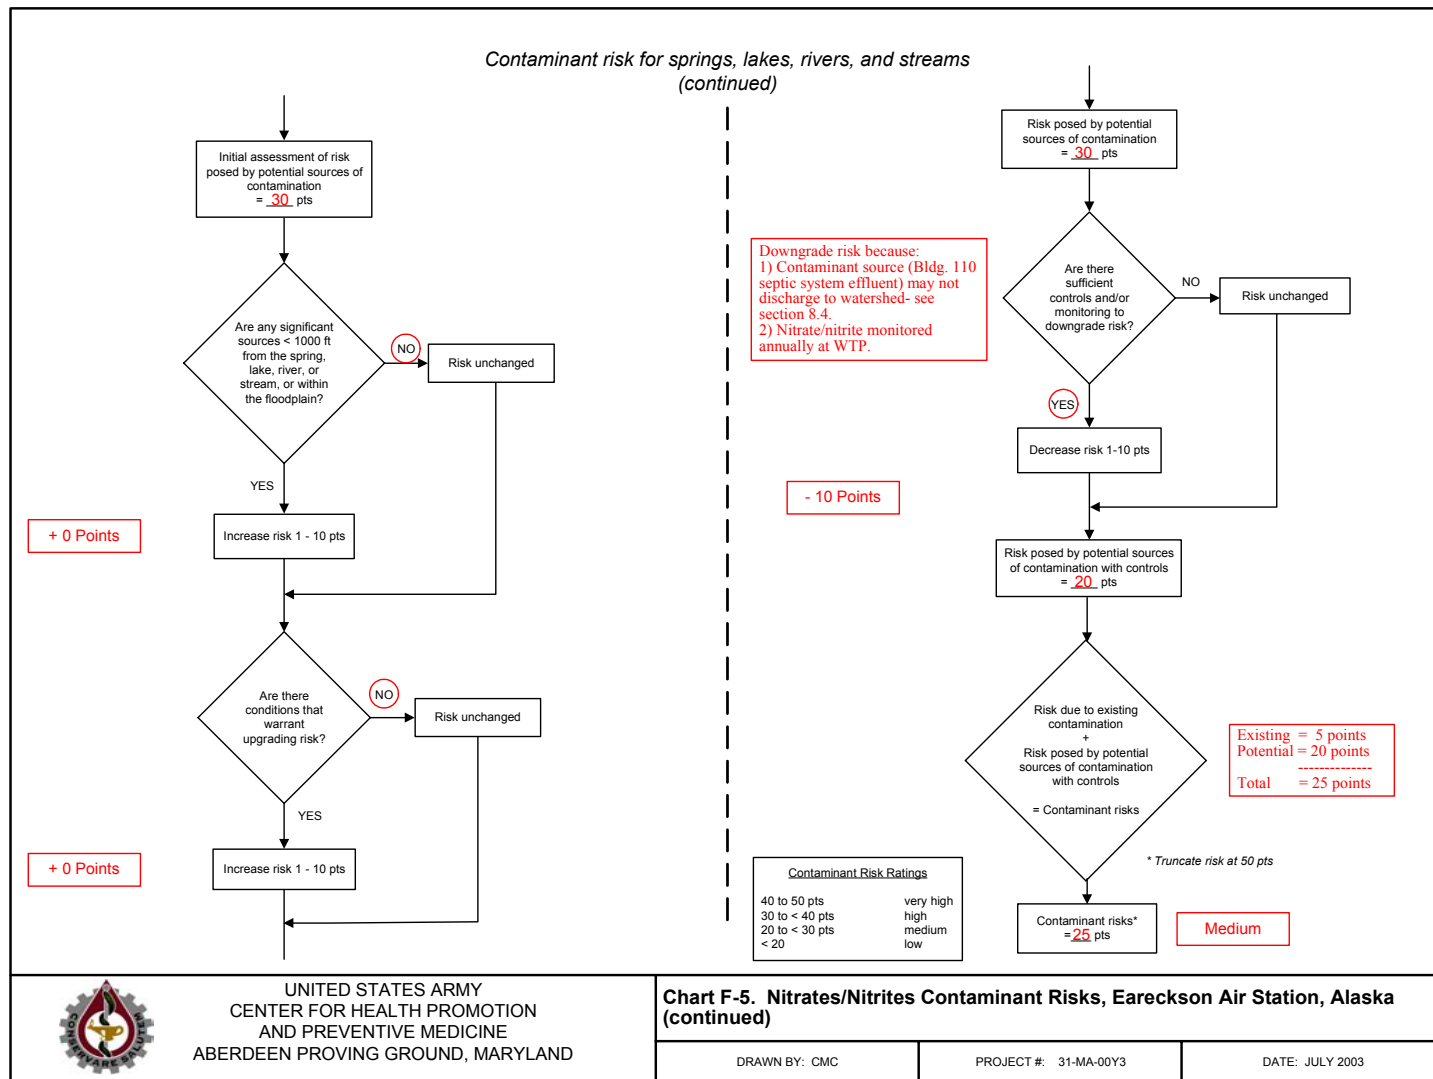 Contaminant risk for springs, lakes, rivers, and streams
(continued)
Initial assessment of risk
posed by potential sources of
contamination
= 30 pts
Are any significant
sources < 1000 ft
from the spring,
lake, river, or
stream, or within
the floodplain?
NO
Risk unchanged
YES
+ 0 Points
Increase risk 1 - 10 pts
Are there
conditions that
warrant
upgrading risk?
NO
Risk unchanged
YES
+ 0 Points
Increase risk 1 - 10 pts
Risk posed by potential
sources of contamination
= 30 pts
Downgrade risk because:
1) Contaminant source (Bldg. 110
septic system effluent) may not
discharge to watershed- see
section 8.4.
2) Nitrate/nitrite monitored
annually at WTP.
Are there
sufficient
controls and/or
monitoring to
downgrade risk?
NO
Risk unchanged
YES
Decrease risk 1-10 pts
- 10 Points
Risk posed by potential sources
of contamination with controls
= 20 pts
Risk due to existing
contamination
+
Risk posed by potential
sources of contamination
with controls
= Contaminant risks
Existing = 5 points
Potential = 20 points
--------------
Total = 25 points
* Truncate risk at 50 pts
Contaminant Risk Ratings
40 to 50 pts very high
30 to < 40 pts high
20 to < 30 pts medium
< 20 low
Contaminant risks*
= 25 pts
Medium
CONSERVARE SALUTEM
UNITED STATES ARMY
CENTER FOR HEALTH PROMOTION
AND PREVENTIVE MEDICINE
ABERDEEN PROVING GROUND, MARYLAND
Chart F-5. Nitrates/Nitrites Contaminant Risks, Eareckson Air Station, Alaska
(continued)
DRAWN BY: CMC
PROJECT #: 31-MA-00Y3
DATE: JULY 2003